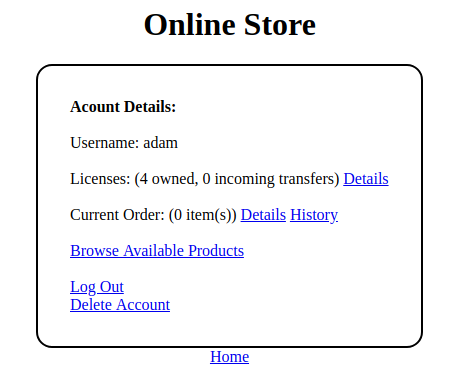 Online Store
Acount Details:
Username: adam
Licenses: (4 owned, 0 incoming transfers) Details
Current Order: (0 item(s)) Details History
Browse Available Products
Log Out
Delete Account
Home